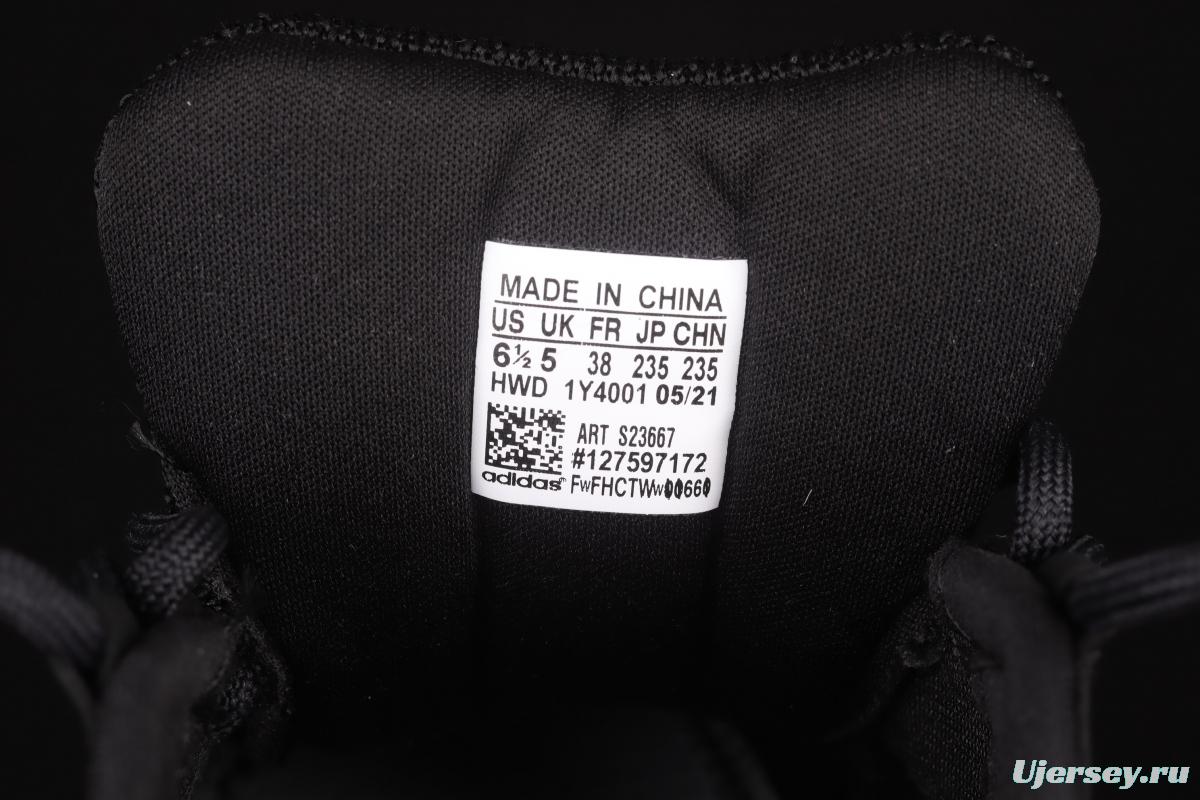 MADE IN CHINA
US UK FR JP CHN
6½ 5 38 235 235
HWD 1Y4001 05/21
ART S23667
#127597172
adidas
Ujersey.ru